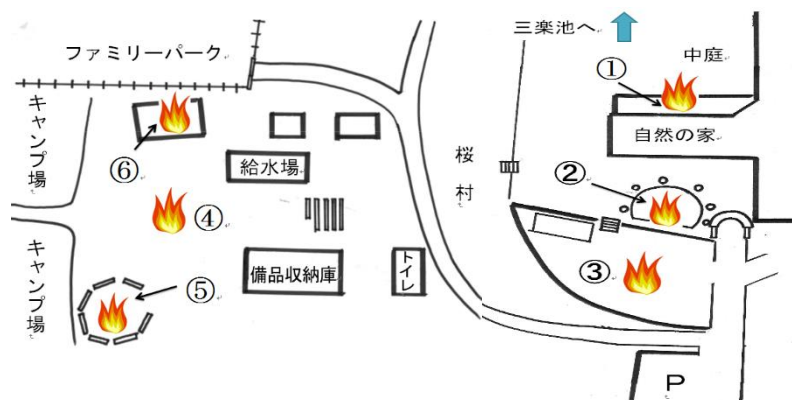 三楽池へ
ファミリーパーク
中庭
①
自然の家
キャンプ場
⑥
給水場
桜村
②
④
キャンプ場
⑤
備品収納庫
トイレ
③
P